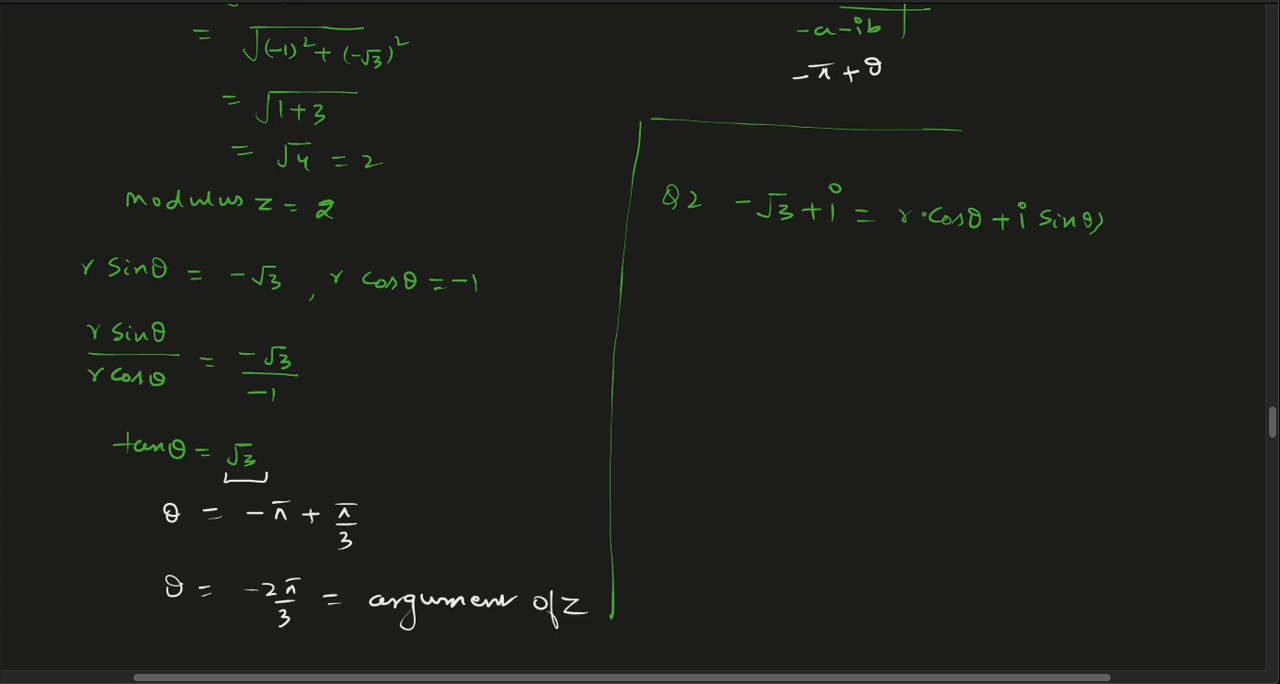 = √(-1)² + (-√3)²
= √1+3
= √4 = 2
Modulus z = 2
r sinθ = -√3 , r cosθ = -1
r sinθ / r cosθ = -√3 / -1
tanθ = √3
θ = -π + π/3
θ = -2π/3 = argument of z
-a-ib
-π + θ
Q2 -√3 + i = r·cosθ + i sinθ)